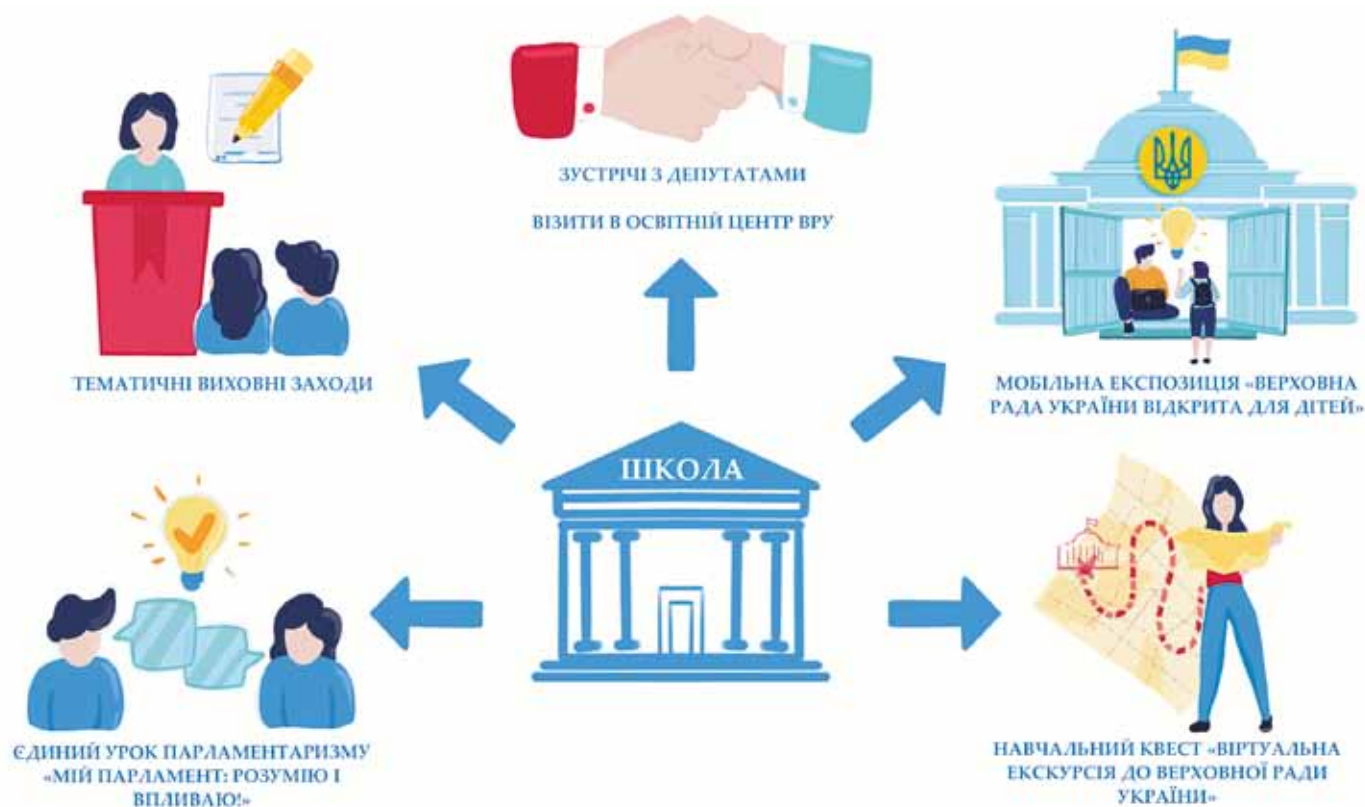 ЗУСТРІЧІ З ДЕПУТАТАМИ
ВІЗИТИ В ОСВІТНІЙ ЦЕНТР ВРУ
ТЕМАТИЧНІ ВИХОВНІ ЗАХОДИ
МОБІЛЬНА ЕКСПОЗИЦІЯ «ВЕРХОВНА
РАДА УКРАЇНИ ВІДКРИТА ДЛЯ ДІТЕЙ»
ШКОЛА
ЄДИНИЙ УРОК ПАРЛАМЕНТАРИЗМУ
«МІЙ ПАРЛАМЕНТ: РОЗУМІЮ І
ВПЛИВАЮ!»
НАВЧАЛЬНИЙ КВЕСТ «ВІРТУАЛЬНА
ЕКСКУРСІЯ ДО ВЕРХОВНОЇ РАДИ
УКРАЇНИ»